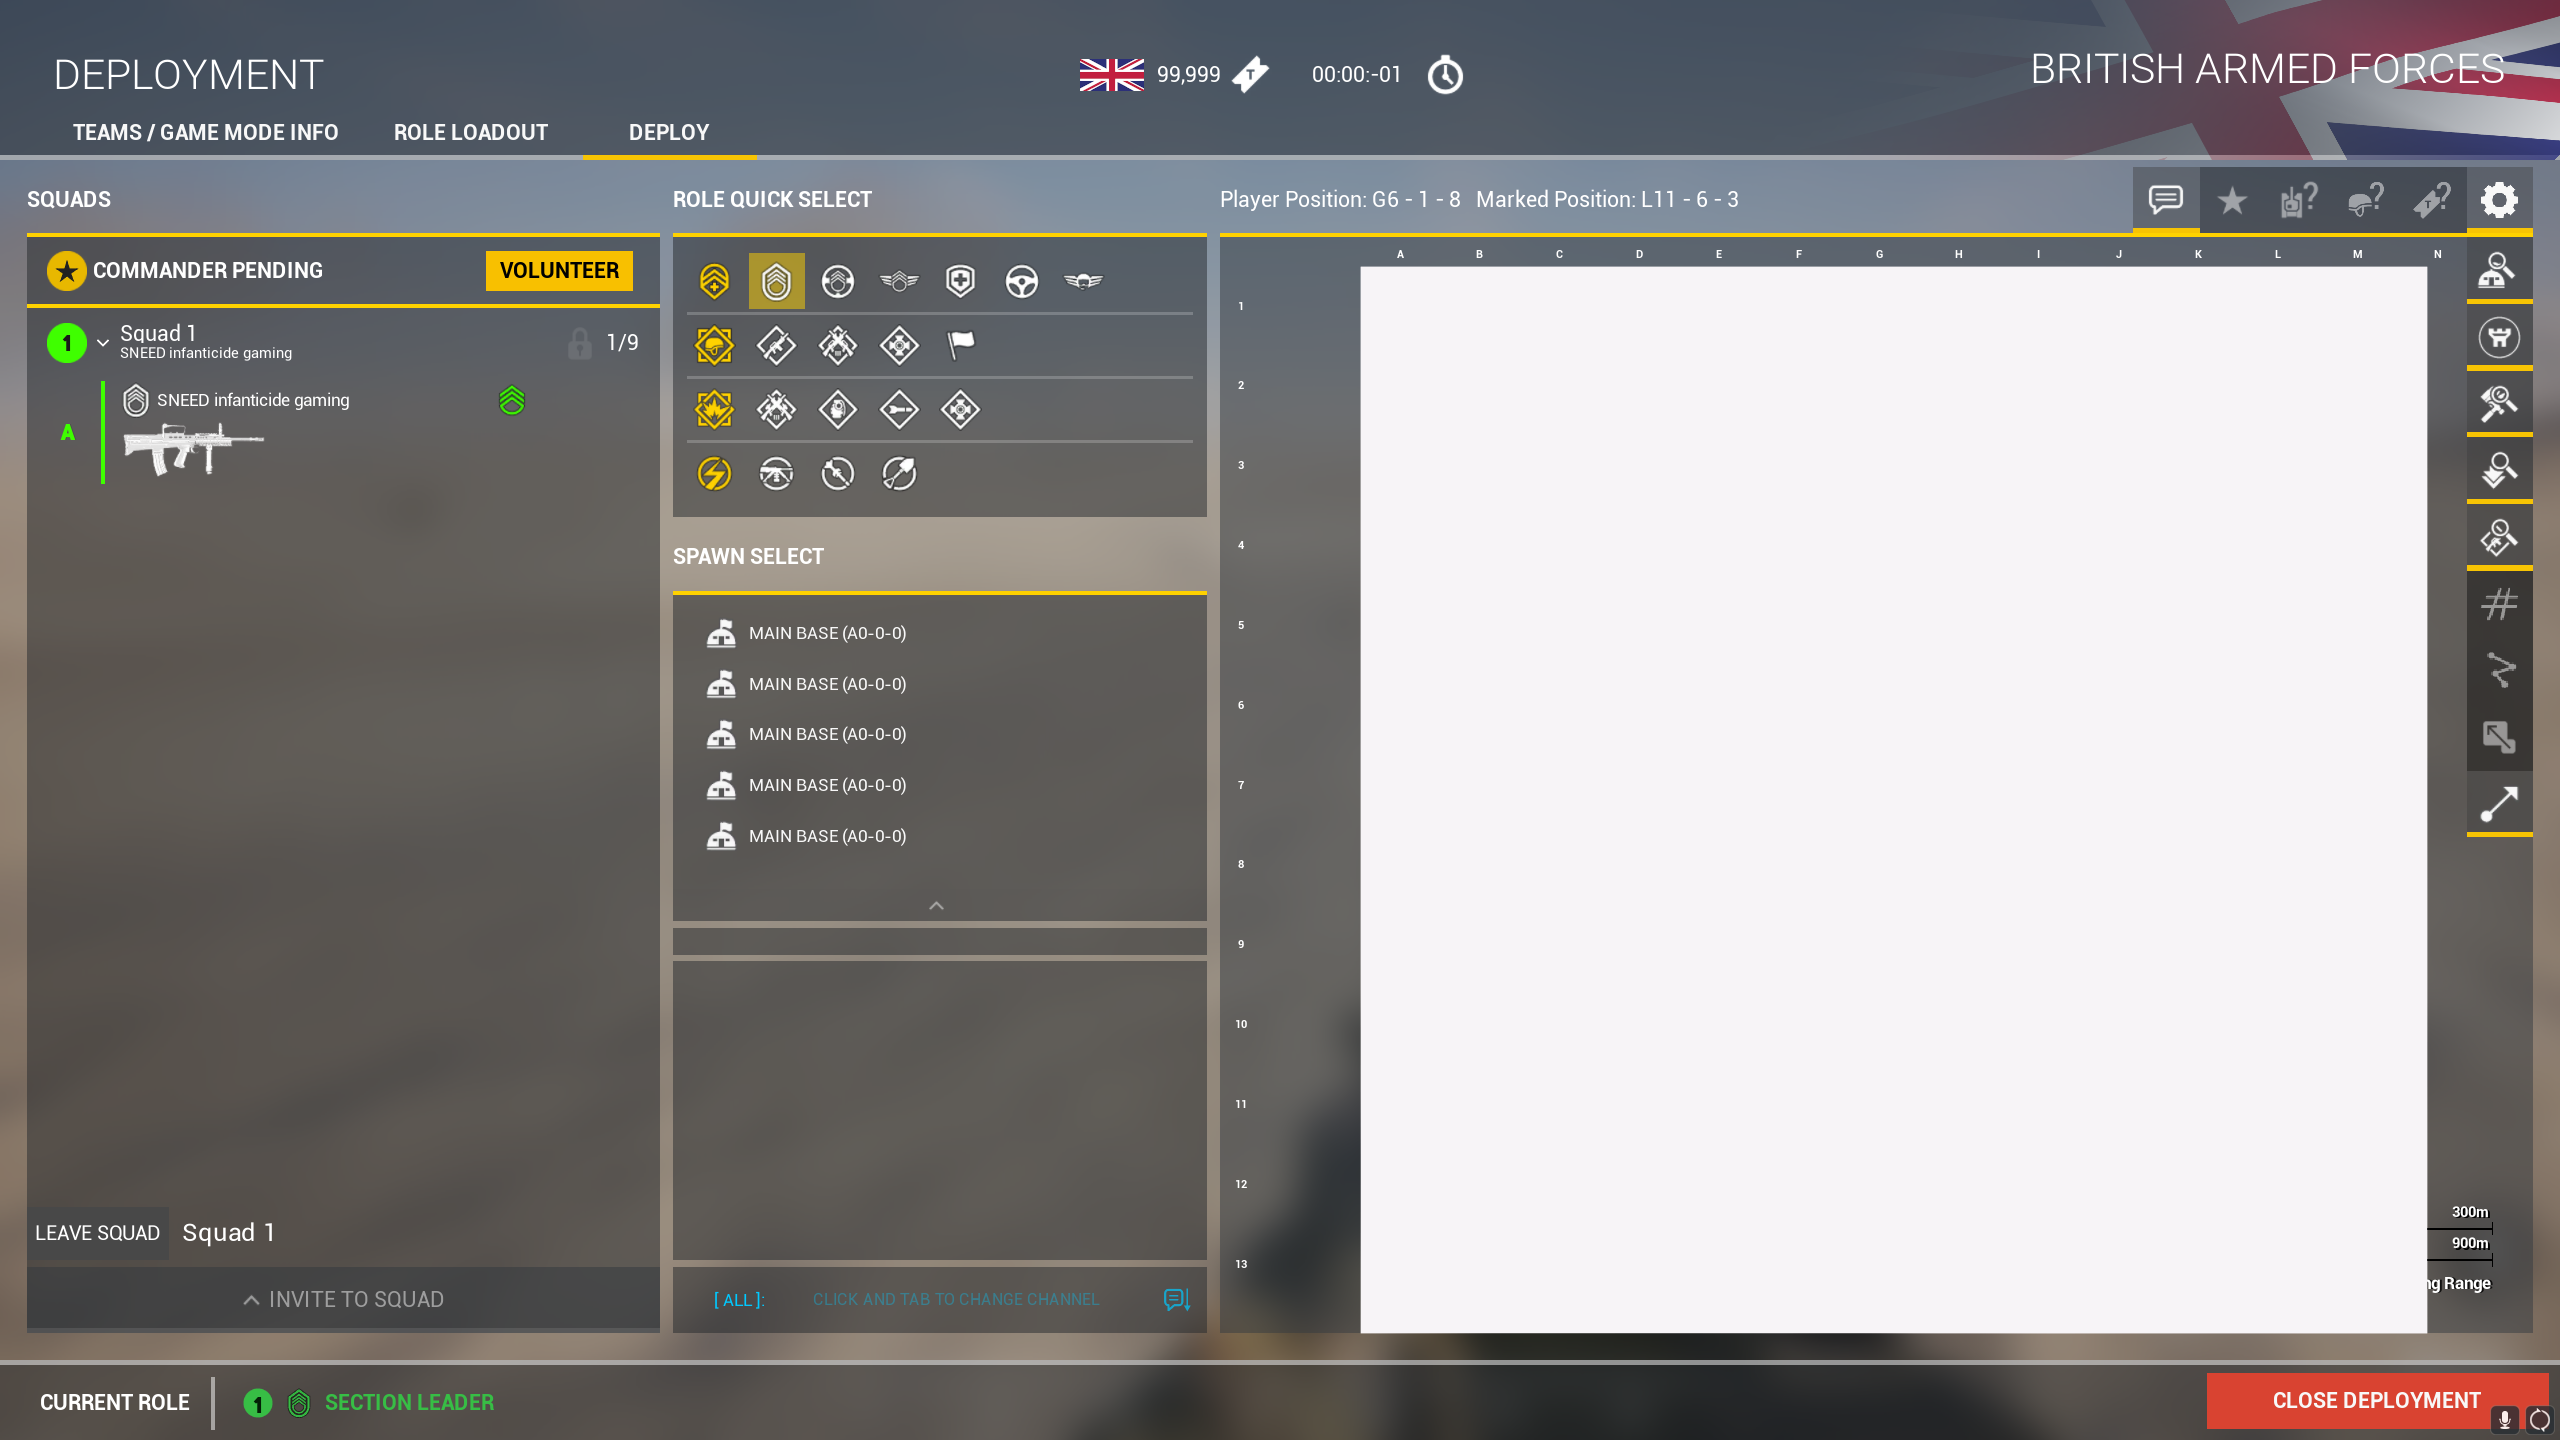 DEPLOYMENT
99,999
T
00:00:-01
BRITISH ARMED FORCES
TEAMS / GAME MODE INFO
ROLE LOADOUT
DEPLOY
SQUADS
COMMANDER PENDING
VOLUNTEER
1
Squad 1
SNEED infanticide gaming
1/9
A
SNEED infanticide gaming
LEAVE SQUAD
Squad 1
INVITE TO SQUAD
ROLE QUICK SELECT
SPAWN SELECT
MAIN BASE (A0-0-0)
MAIN BASE (A0-0-0)
MAIN BASE (A0-0-0)
MAIN BASE (A0-0-0)
MAIN BASE (A0-0-0)
[ ALL ]:
CLICK AND TAB TO CHANGE CHANNEL
Player Position: G6 - 1 - 8 Marked Position: L11 - 6 - 3
? ? T ?
A B C D E F G H I J K L M N
1
2
3
4
5
6
7
8
9
10
11
12
13
300m
900m
ng Range
CURRENT ROLE
1
SECTION LEADER
CLOSE DEPLOYMENT